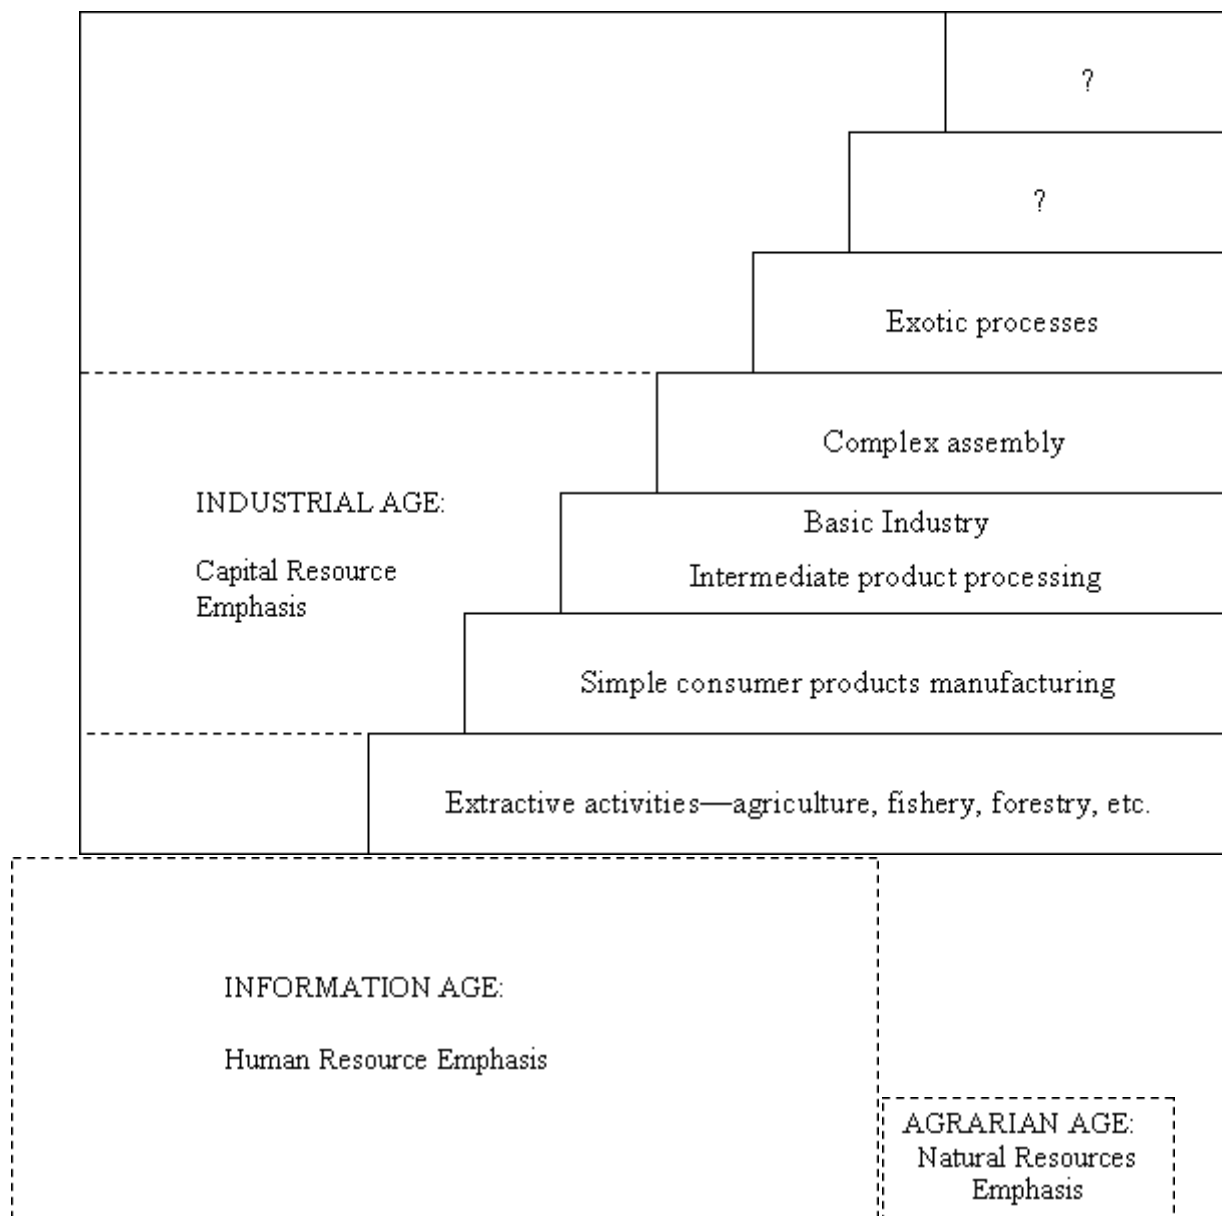 ?
?
Exotic processes
Complex assembly
INDUSTRIAL AGE:
Capital Resource
Emphasis
Basic Industry
Intermediate product processing
Simple consumer products manufacturing
Extractive activities—agriculture, fishery, forestry, etc.
INFORMATION AGE:
Human Resource Emphasis
AGRARIAN AGE:
Natural Resources
Emphasis